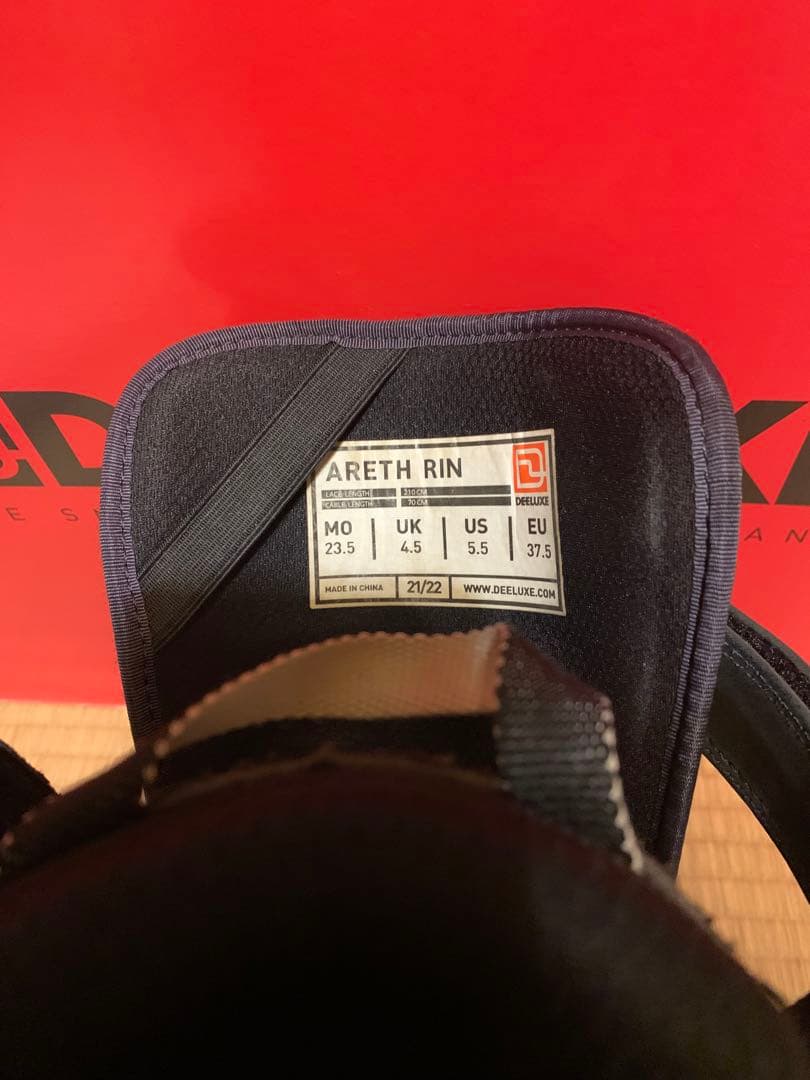 ARETH RIN
LACE LENGTH 210 CM
CABLE LENGTH 70 CM
DEELUXE
MO UK US EU
23.5 4.5 5.5 37.5
MADE IN CHINA 21/22 WWW.DEELUXE.COM